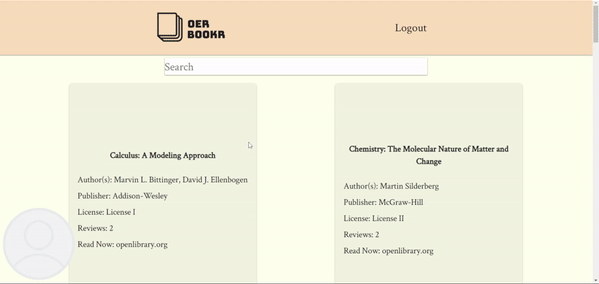 OER
BOOKR
Logout
Search
Calculus: A Modeling Approach
Author(s): Marvin L. Bittinger, David J. Ellenbogen
Publisher: Addison-Wesley
License: License I
Reviews: 2
Read Now: openlibrary.org
Chemistry: The Molecular Nature of Matter and
Change
Author(s): Martin Silderberg
Publisher: McGraw-Hill
License: License II
Reviews: 2
Read Now: openlibrary.org